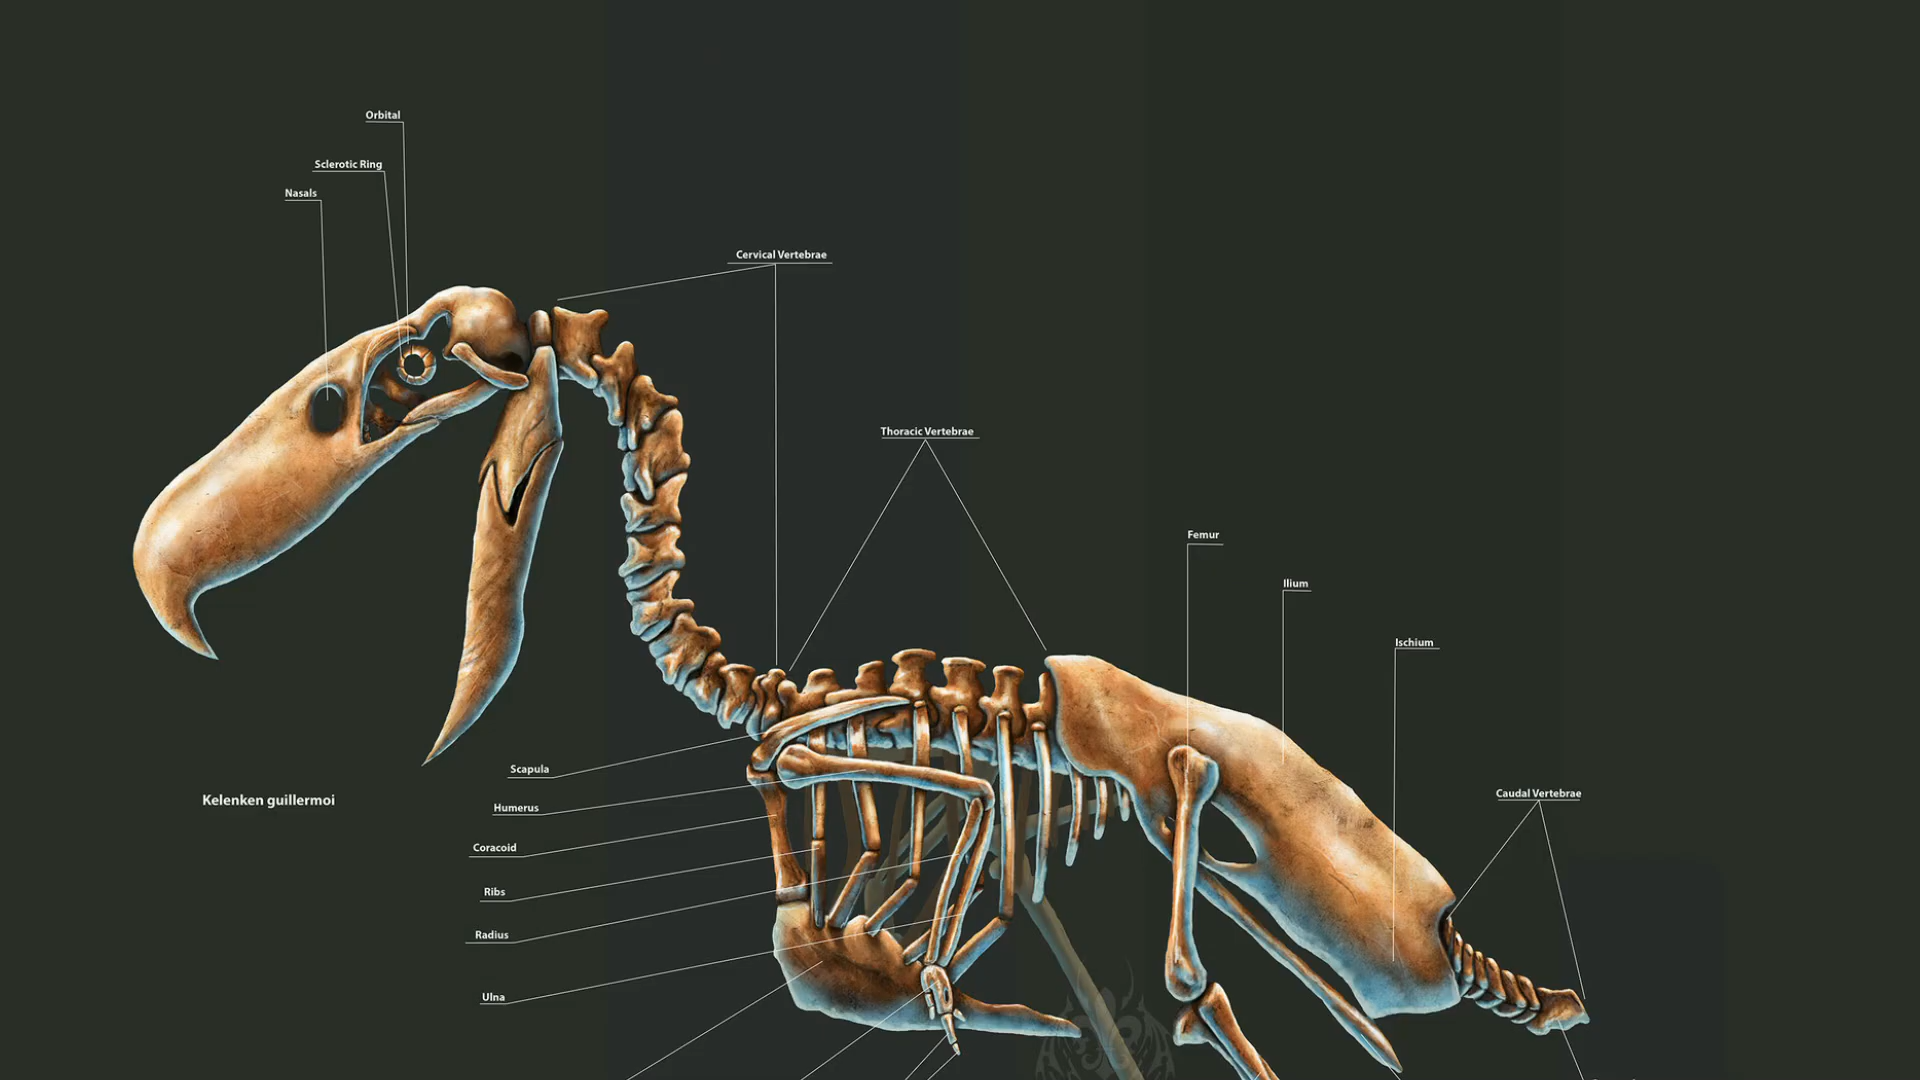 Orbital
Sclerotic Ring
Nasals
Cervical Vertebrae
Thoracic Vertebrae
Femur
Ilium
Ischium
Scapula
Caudal Vertebrae
Kelenken guillermoi
Humerus
Coracoid
Ribs
Radius
Ulna